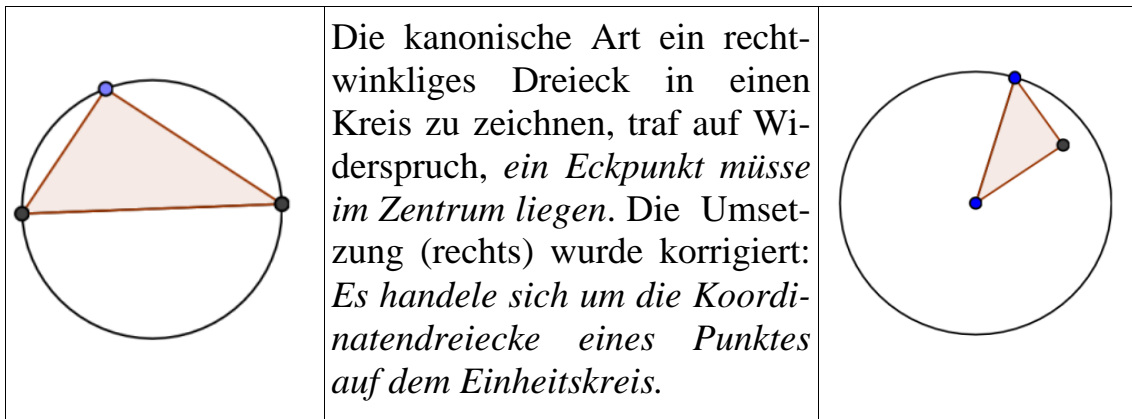 Die kanonische Art ein recht-
winkliges Dreieck in einen
Kreis zu zeichnen, traf auf Wi-
derspruch, ein Eckpunkt müsse
im Zentrum liegen. Die Umset-
zung (rechts) wurde korrigiert:
Es handele sich um die Koordi-
natendreiecke eines Punktes
auf dem Einheitskreis.